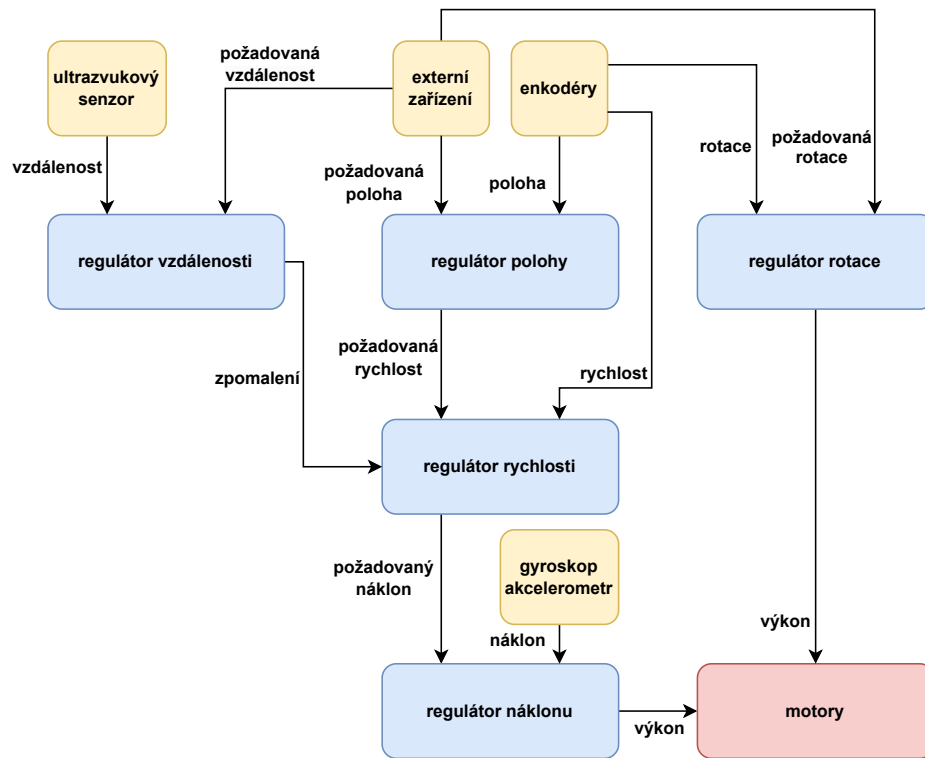 ultrazvukový
senzor
požadovaná
vzdálenost
externí
zařízení
enkodéry
vzdálenost
požadovaná
poloha
poloha
rotace
požadovaná
rotace
regulátor vzdálenosti
regulátor polohy
regulátor rotace
požadovaná
rychlost
zpomalení
rychlost
regulátor rychlosti
požadovaný
náklon
gyroskop
akcelerometr
náklon
výkon
regulátor náklonu
výkon
motory